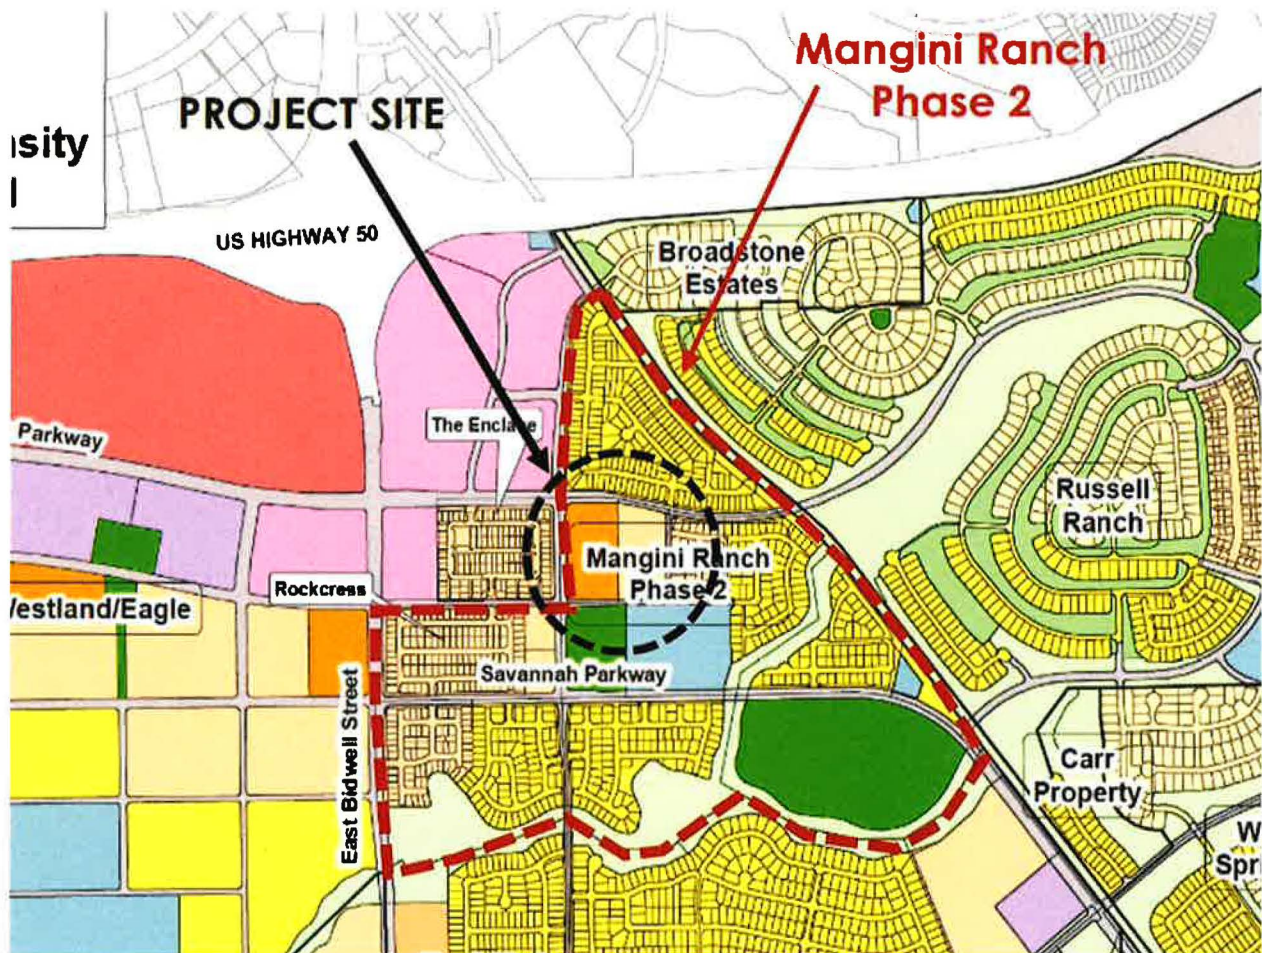 Mangini Ranch
Phase 2
PROJECT SITE
US HIGHWAY 50
Broadstone
Estates
Parkway
The Enclave
Russell
Ranch
Mangini Ranch
Phase 2
Rockcress
Westland/Eagle
Savannah Parkway
East Bidwell Street
Carr
Property